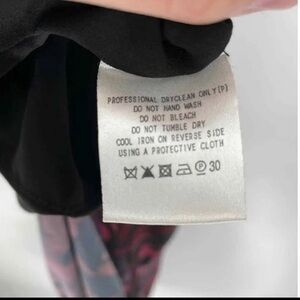 PROFESSIONAL DRYCLEAN ONLY(P)
DO NOT HAND WASH
DO NOT BLEACH
DO NOT TUMBLE DRY
COOL IRON ON REVERSE SIDE
USING A PROTECTIVE CLOTH
P 30